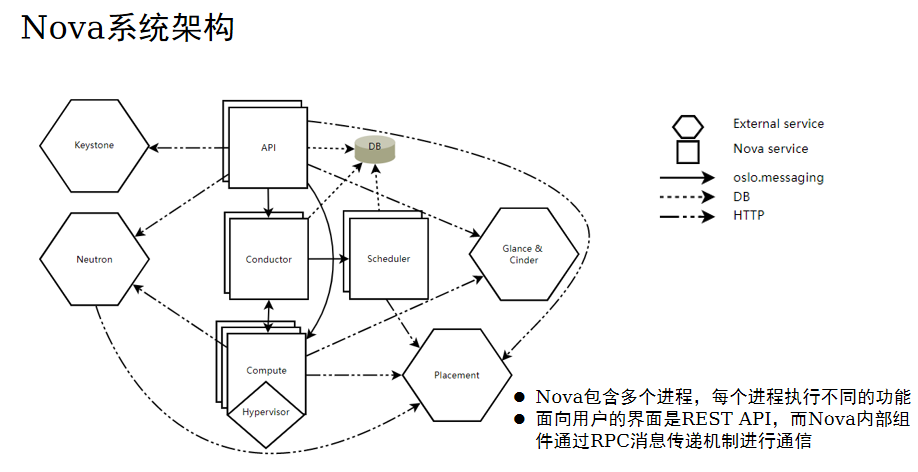 Nova系统架构
Keystone
API
DB
External service
Nova service
oslo.messaging
DB
HTTP
Neutron
Conductor
Scheduler
Glance &
Cinder
Compute
Hypervisor
Placement
● Nova包含多个进程，每个进程执行不同的功能
● 面向用户的界面是REST API，而Nova内部组
件通过RPC消息传递机制进行通信